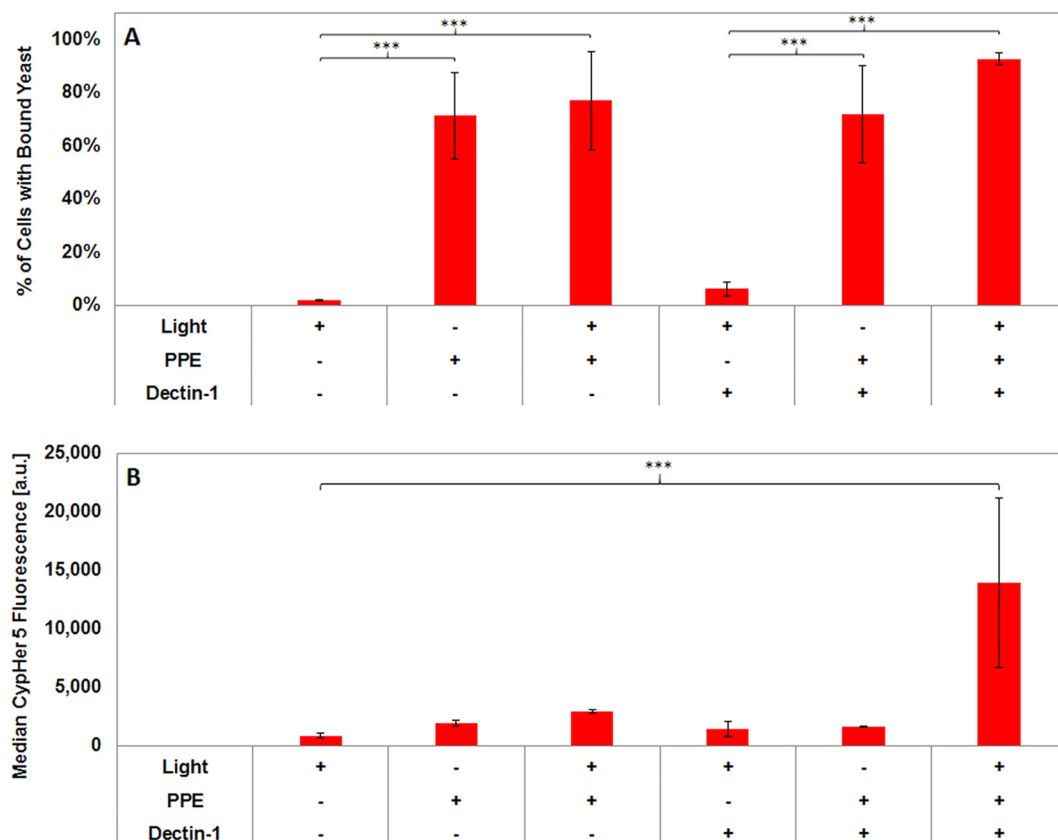 A
% of Cells with Bound Yeast
100%
80%
60%
40%
20%
0%
*** ***
*** ***
Light + - + + - +
PPE - + + - + +
Dectin-1 - - - + + +
B
Median CypHer 5 Fluorescence [a.u.]
25,000
20,000
15,000
10,000
5,000
0
***
Light + - + + - +
PPE - + + - + +
Dectin-1 - - - + + +